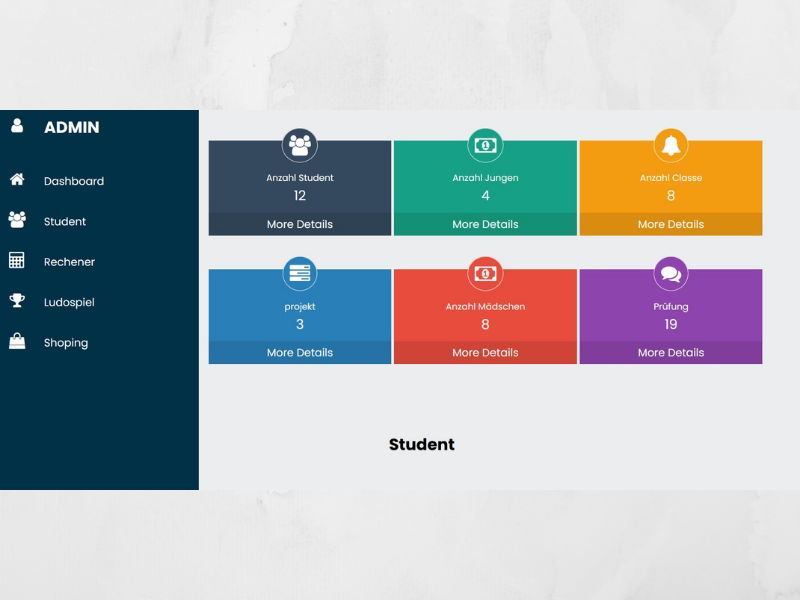 ADMIN
Dashboard
Student
Rechener
Ludospiel
Shoping
Anzahl Student
12
More Details
Anzahl Jungen
4
More Details
Anzahl Classe
8
More Details
projekt
3
More Details
Anzahl Mädschen
8
More Details
Prüfung
19
More Details
Student